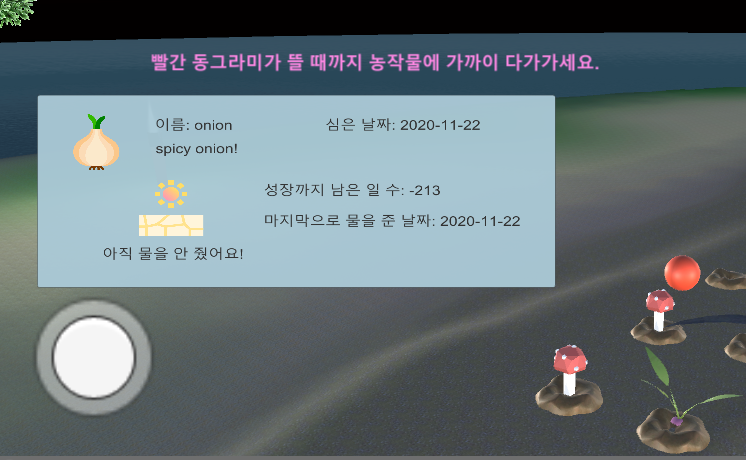 빨간 동그라미가 뜰 때까지 농작물에 가까이 다가가세요.
이름: onion
심은 날짜: 2020-11-22
spicy onion!
성장까지 남은 일 수: -213
마지막으로 물을 준 날짜: 2020-11-22
아직 물을 안 줬어요!